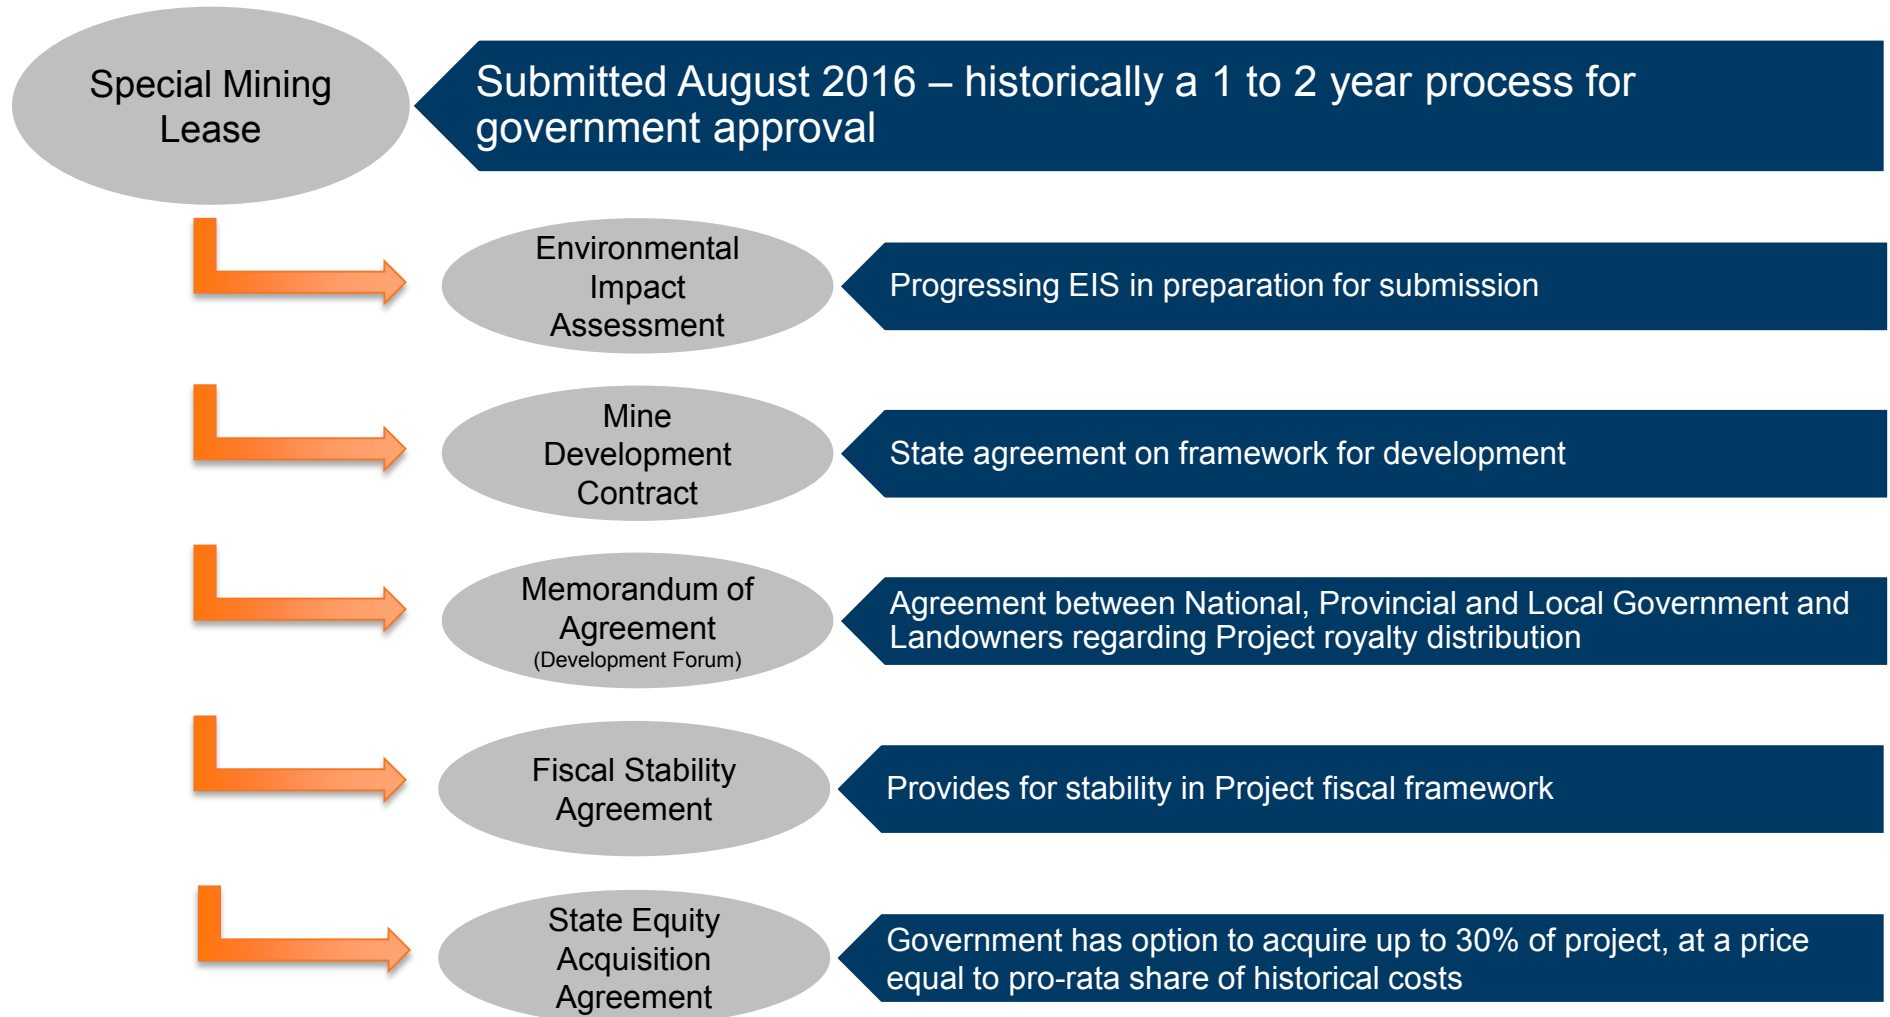 Special Mining
Lease
Submitted August 2016 – historically a 1 to 2 year process for
government approval
Environmental
Impact
Assessment
Progressing EIS in preparation for submission
Mine
Development
Contract
State agreement on framework for development
Memorandum of
Agreement
(Development Forum)
Agreement between National, Provincial and Local Government and
Landowners regarding Project royalty distribution
Fiscal Stability
Agreement
Provides for stability in Project fiscal framework
State Equity
Acquisition
Agreement
Government has option to acquire up to 30% of project, at a price
equal to pro-rata share of historical costs